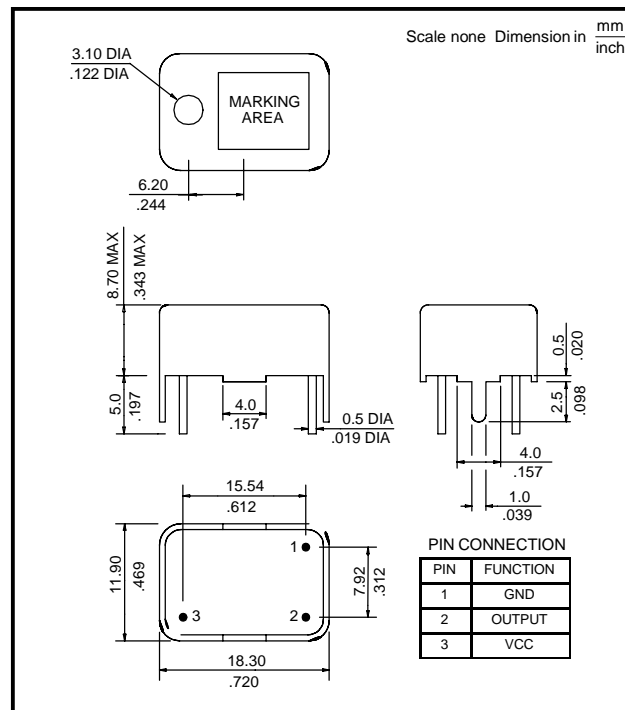 Scale none Dimension in mm
inch
3.10 DIA
.122 DIA
MARKING
AREA
6.20
.244
8.70 MAX
.343 MAX
5.0
.197
4.0
.157
0.5 DIA
.019 DIA
0.5
.020
2.5
.098
4.0
.157
1.0
.039
15.54
.612
11.90
.469
1
3
2
7.92
.312
18.30
.720
PIN CONNECTION
PIN FUNCTION
1 GND
2 OUTPUT
3 VCC